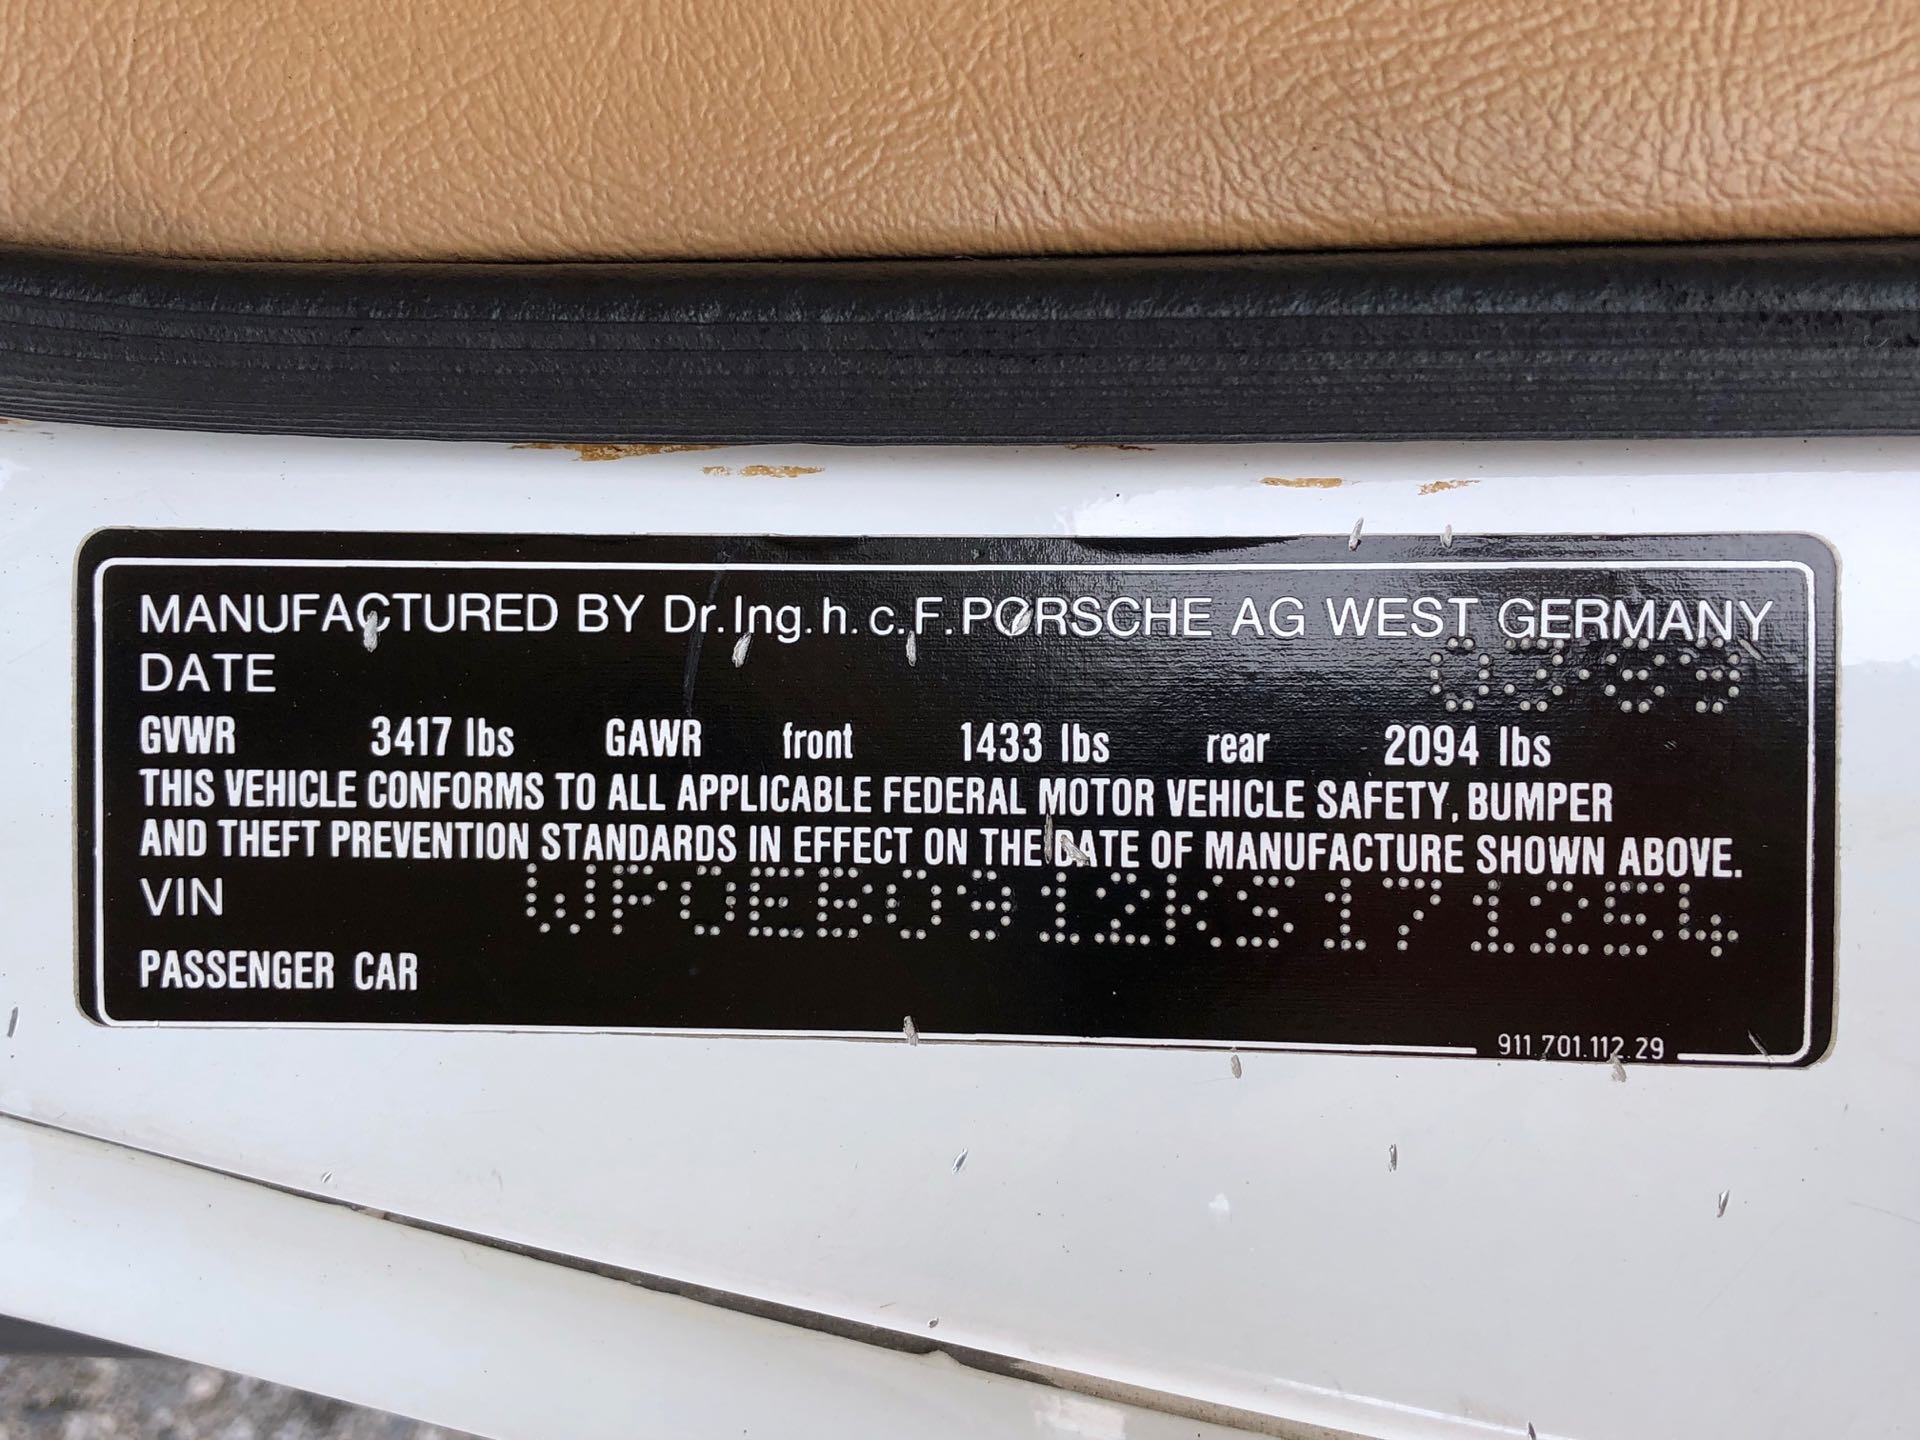 MANUFACTURED BY Dr.Ing.h.c.F.PORSCHE AG WEST GERMANY
DATE 02·89
GVWR 3417 lbs GAWR front 1433 lbs rear 2094 lbs
THIS VEHICLE CONFORMS TO ALL APPLICABLE FEDERAL MOTOR VEHICLE SAFETY, BUMPER
AND THEFT PREVENTION STANDARDS IN EFFECT ON THE DATE OF MANUFACTURE SHOWN ABOVE.
VIN WP0EB0912KS171254
PASSENGER CAR
911.701.112.29